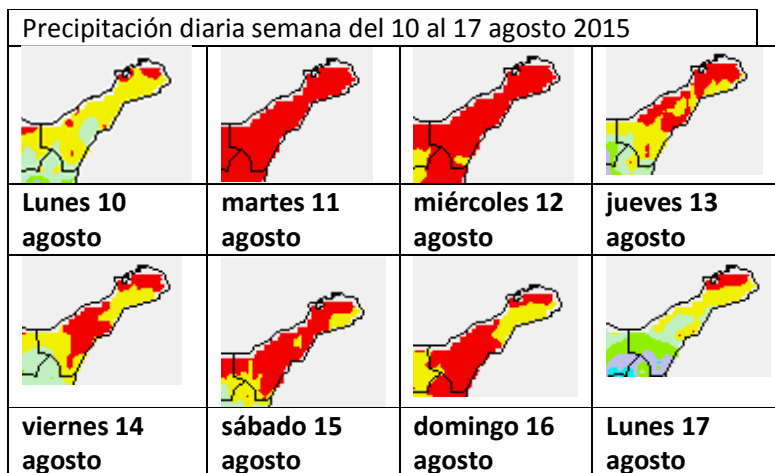 Precipitación diaria semana del 10 al 17 agosto 2015
Lunes 10
agosto
martes 11
agosto
miércoles 12
agosto
jueves 13
agosto
viernes 14
agosto
sábado 15
agosto
domingo 16
agosto
Lunes 17
agosto